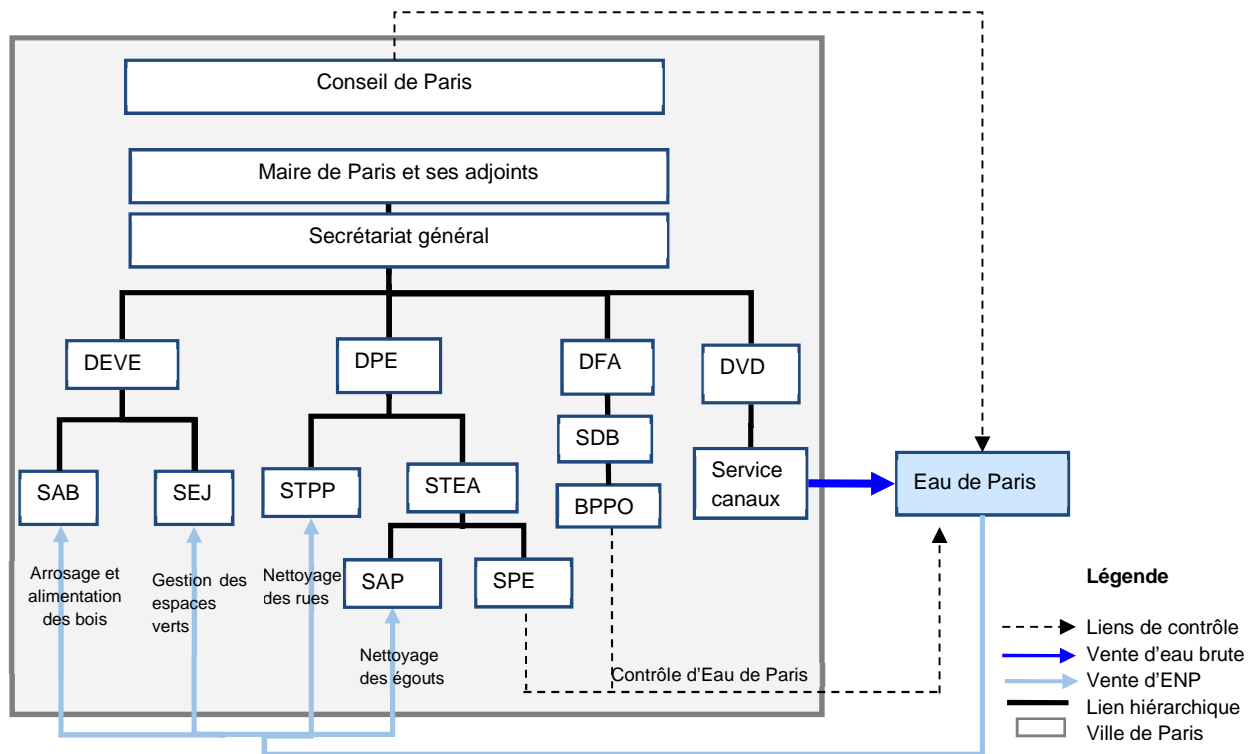 Conseil de Paris
Maire de Paris et ses adjoints
Secrétariat général
DEVE
DPE
DFA
DVD
SDB
SAB
SEJ
STPP
STEA
BPPO
Service
canaux
Eau de Paris
SAP
SPE
Arrosage et
alimentation
des bois
Gestion des
espaces
verts
Nettoyage
des rues
Nettoyage
des égouts
Contrôle d'Eau de Paris
Légende
Liens de contrôle
Vente d'eau brute
Vente d'ENP
Lien hiérarchique
Ville de Paris